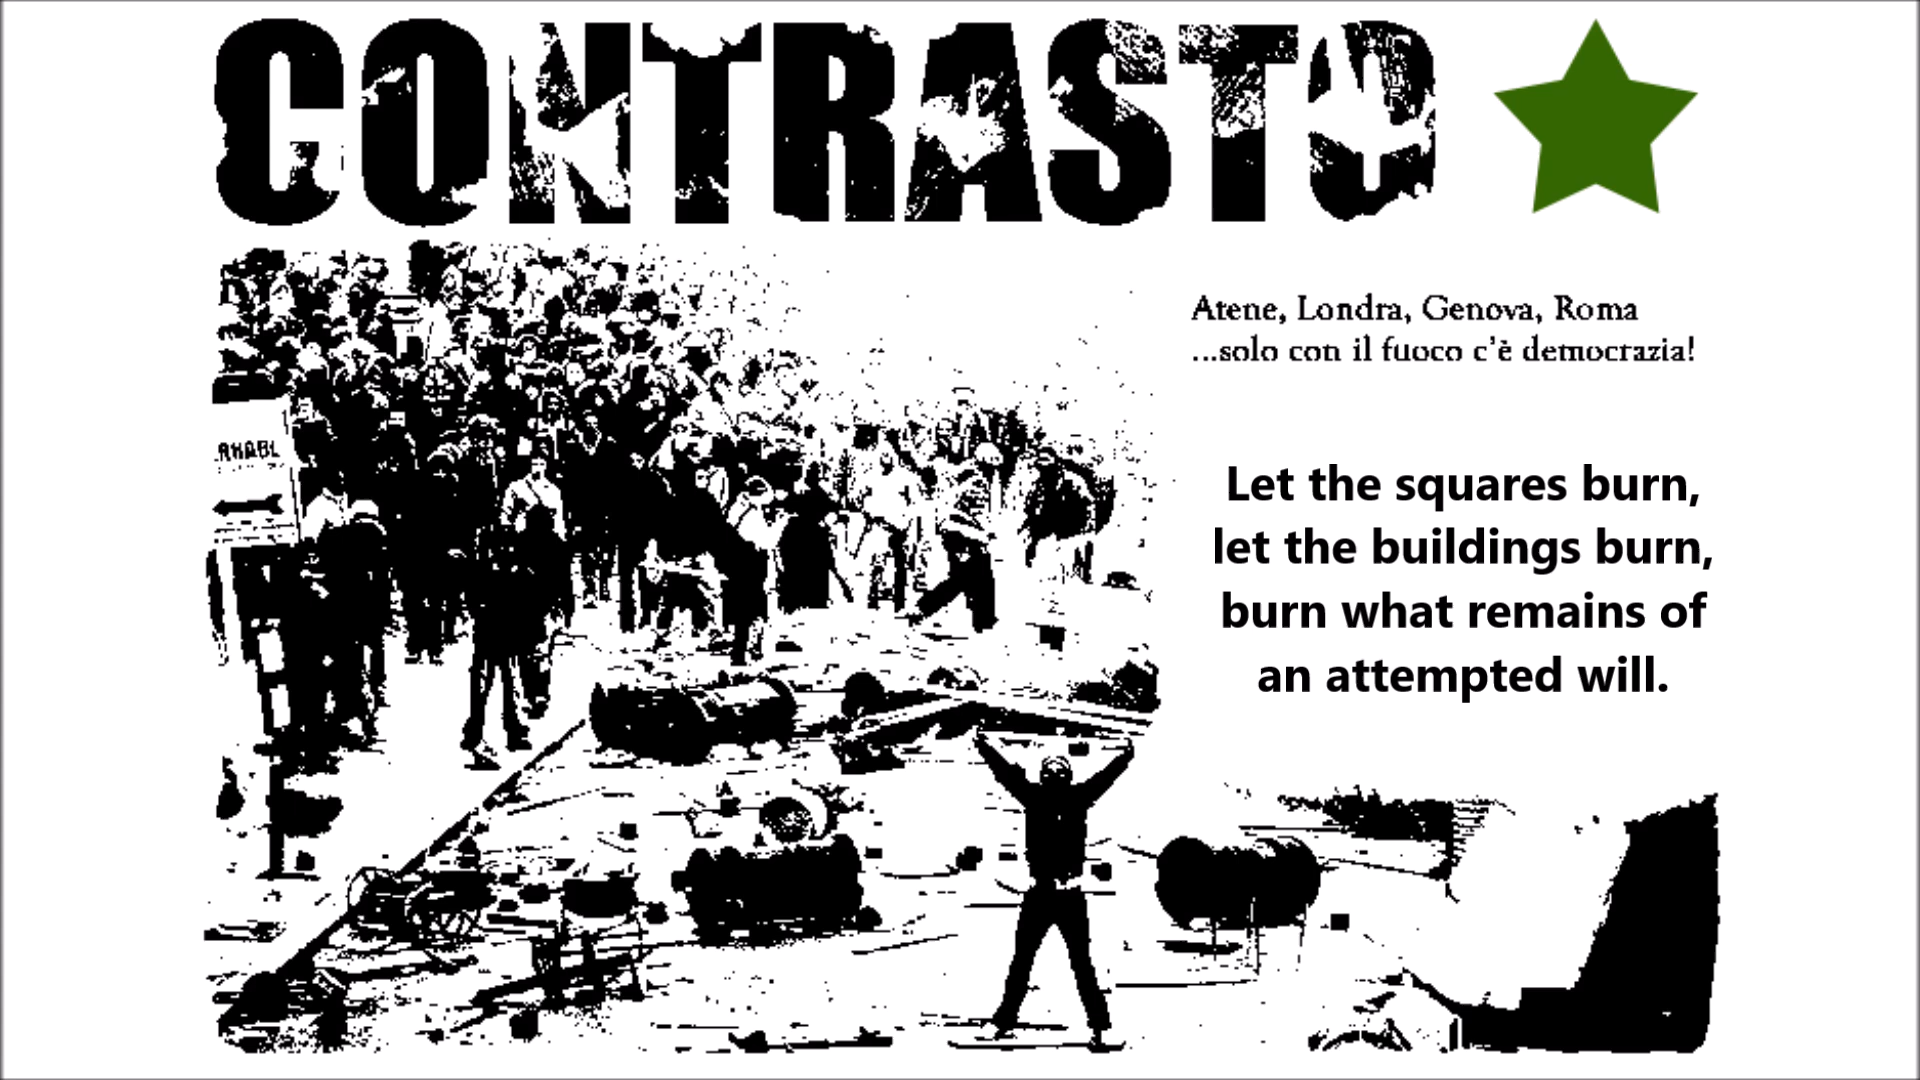 CONTRASTO
Atene, Londra, Genova, Roma
...solo con il fuoco c'è democrazia!
Let the squares burn,
let the buildings burn,
burn what remains of
an attempted will.